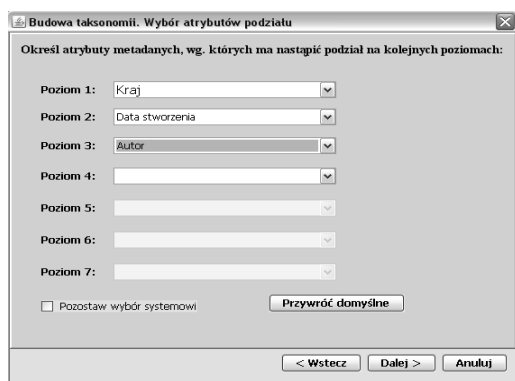 Budowa taksonomii. Wybór atrybutów podziału
Określ atrybuty metadanych, wg. których ma nastąpić podział na kolejnych poziomach:
Poziom 1: Kraj
Poziom 2: Data stworzenia
Poziom 3: Autor
Poziom 4:
Poziom 5:
Poziom 6:
Poziom 7:
Pozostaw wybór systemowi Przywróć domyślne
< Wstecz Dalej > Anuluj